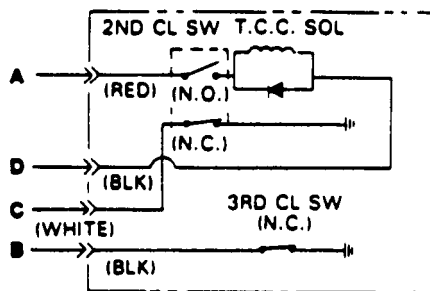 2ND CL SW T.C.C. SOL
A
(RED)
(N.O.)
(N.C.)
D
(BLK)
C
3RD CL SW
(WHITE)
(N.C.)
B
(BLK)